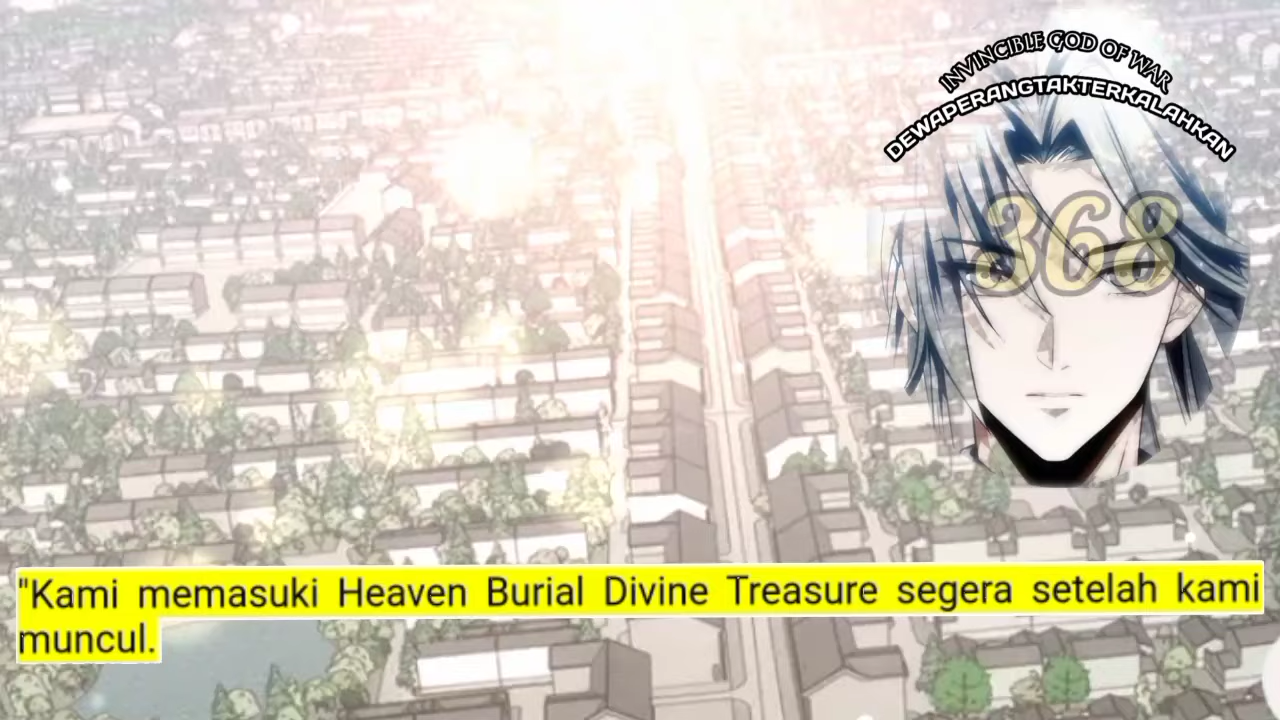 INVINCIBLE GOD OF WAR
DEWAPERANGTAKTERKALAHKAN
368
"Kami memasuki Heaven Burial Divine Treasure segera setelah kami
muncul.